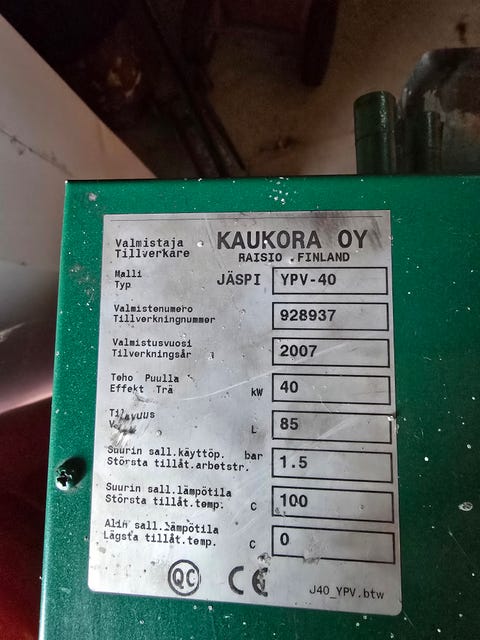 Valmistaja
Tillverkare
KAUKORA OY
RAISIO FINLAND
Malli
Typ
JÄSPI YPV-40
Valmistenumero
Tillverkningnummer
928937
Valmistusvuosi
Tilverkningsår
2007
Teho Puulla
Effekt Trä
kW 40
Tilavuus
L 85
Suurin sall.käyttöp.
Största tillåt.arbetstr.
bar 1.5
Suurin sall.lämpötila
Största tillåt.temp.
C 100
Alin sall.lämpötila
Lägsta tillåt.temp.
C 0
QC CE
J40_YPV.btw